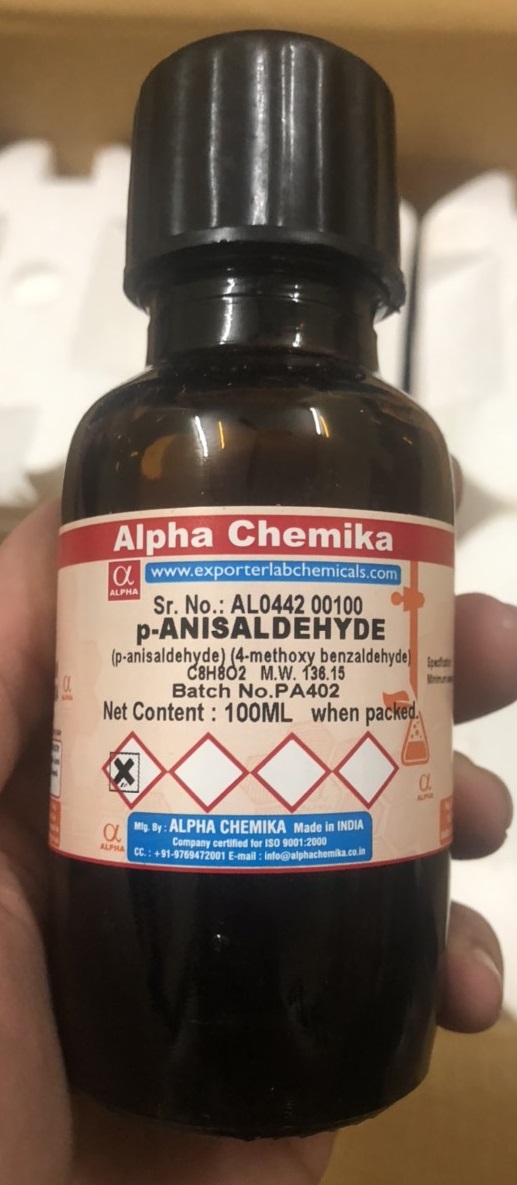 Alpha Chemika
α
ALPHA
www.exporterlabchemicals.com
Sr. No.: AL0442 00100
p-ANISALDEHYDE
(p-anisaldehyde) (4-methoxy benzaldehyde)
C8H8O2 M.W. 136.15
Batch No.PA402
Net Content : 100ML when packed.
α
α
ALPHA
α
ALPHA
Mfg. By : ALPHA CHEMIKA Made in INDIA
Company certified for ISO 9001:2000
CC. : +91-9769472001 E-mail : info@alphachemika.co.in